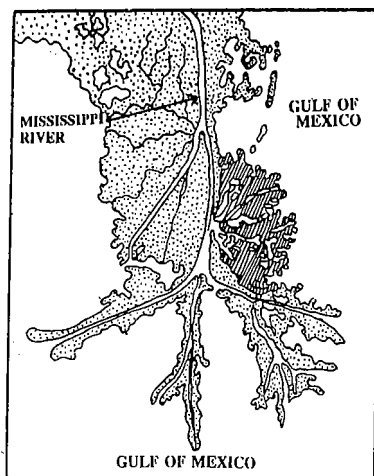 MISSISSIPPI
RIVER
GULF OF
MEXICO
GULF OF MEXICO